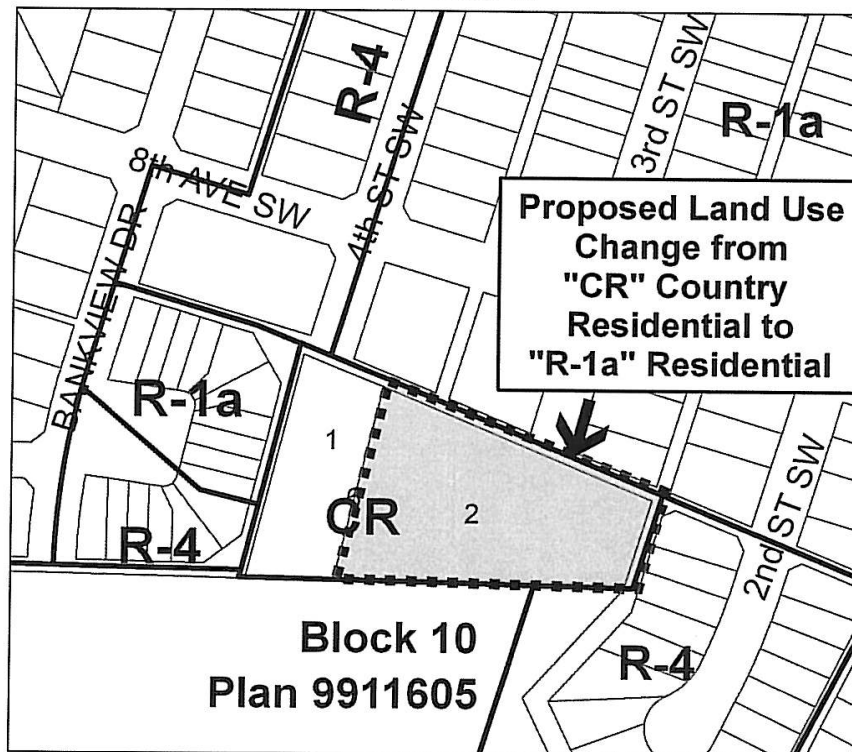 R-4
3rd ST SW
R-1a
8th AVE SW
4th ST SW
BANKVIEW DR
Proposed Land Use
Change from
"CR" Country
Residential to
"R-1a" Residential
R-1a
1
CR
2
R-4
2nd ST SW
Block 10
Plan 9911605
R-4